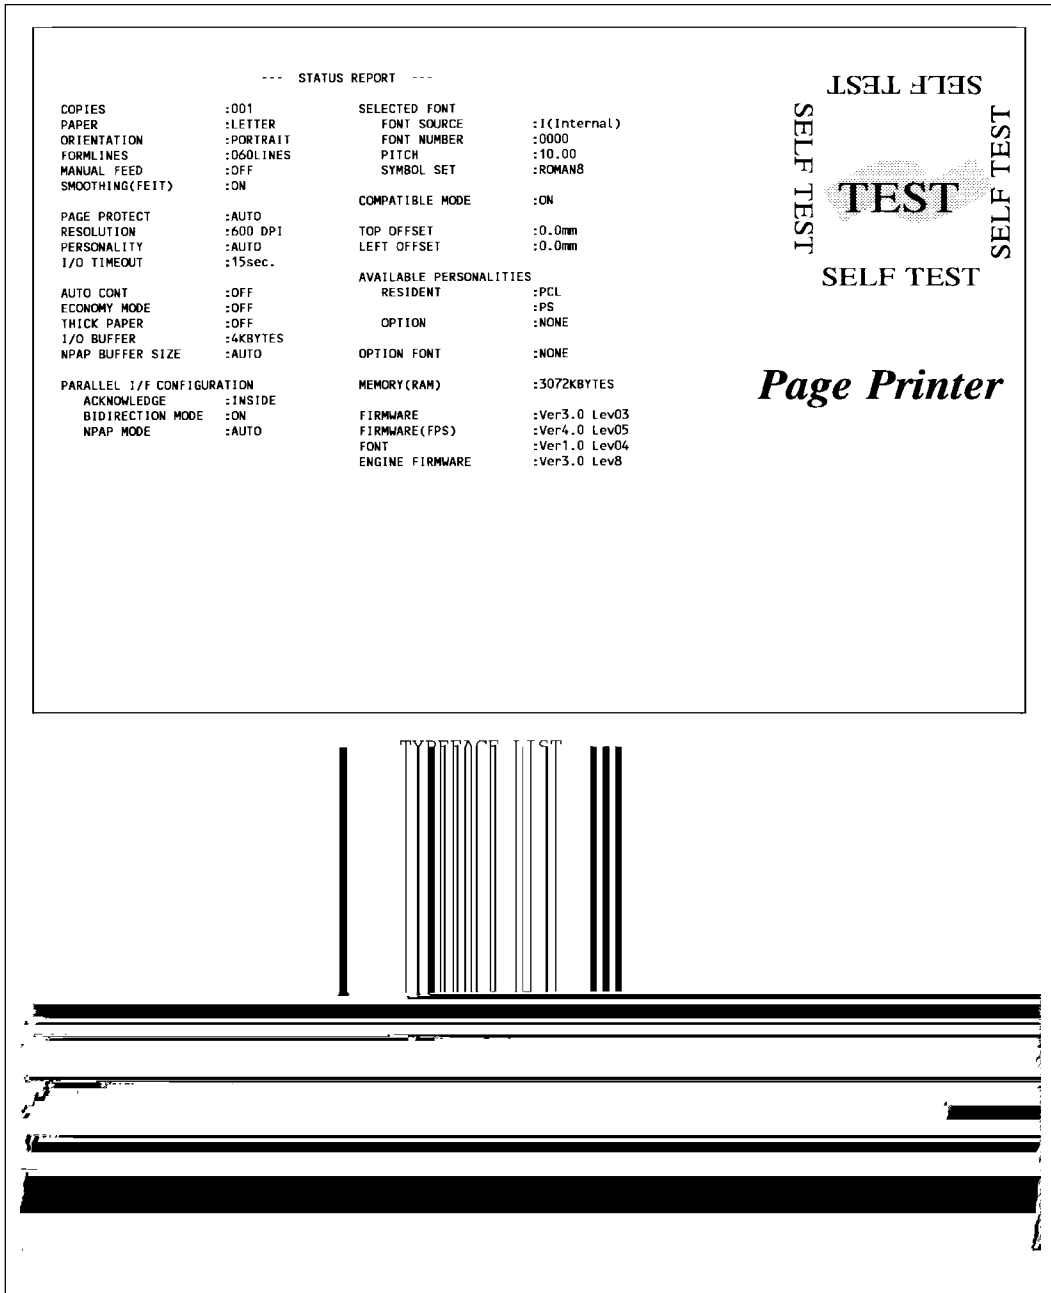 --- STATUS REPORT ---
COPIES :001
PAPER :LETTER
ORIENTATION :PORTRAIT
FORMLINES :060LINES
MANUAL FEED :OFF
SMOOTHING(FEIT) :ON
PAGE PROTECT :AUTO
RESOLUTION :600 DPI
PERSONALITY :AUTO
I/O TIMEOUT :15sec.
AUTO CONT :OFF
ECONOMY MODE :OFF
THICK PAPER :OFF
I/O BUFFER :4KBYTES
NPAP BUFFER SIZE :AUTO
PARALLEL I/F CONFIGURATION
ACKNOWLEDGE :INSIDE
BIDIRECTION MODE :ON
NPAP MODE :AUTO
SELECTED FONT
FONT SOURCE :I(Internal)
FONT NUMBER :0000
PITCH :10.00
SYMBOL SET :ROMAN8
COMPATIBLE MODE :ON
TOP OFFSET :0.0mm
LEFT OFFSET :0.0mm
AVAILABLE PERSONALITIES
RESIDENT :PCL
:PS
OPTION :NONE
OPTION FONT :NONE
MEMORY(RAM) :3072KBYTES
FIRMWARE :Ver3.0 Lev03
FIRMWARE(FPS) :Ver4.0 Lev05
FONT :Ver1.0 Lev04
ENGINE FIRMWARE :Ver3.0 Lev8
SELF TEST
SELF TEST
TEST
SELF TEST
SELF TEST
Page Printer
TYPEFACE LIST